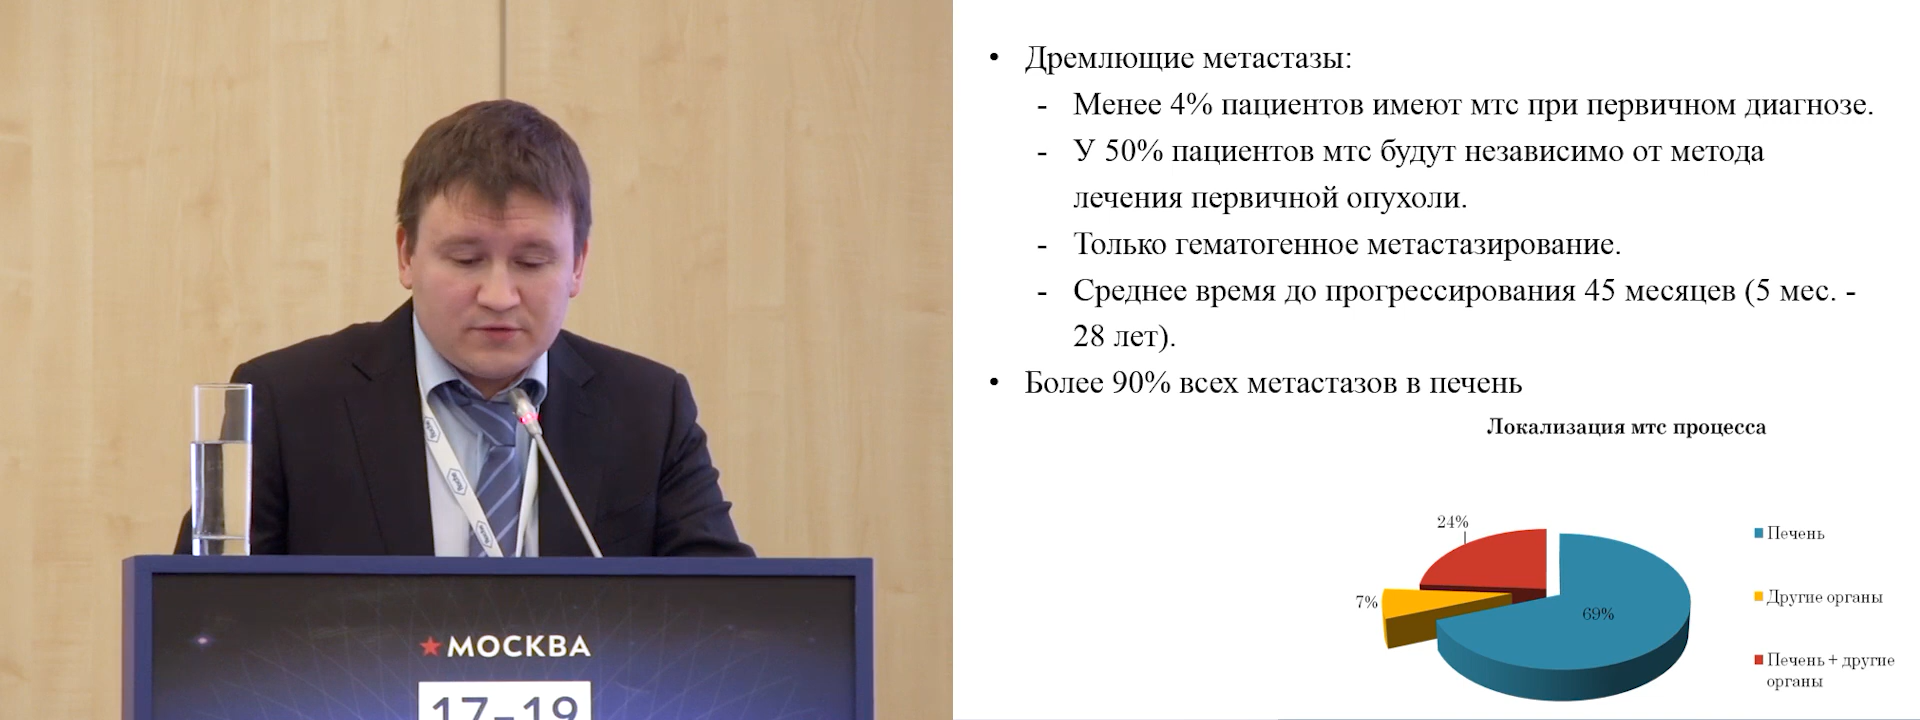 МОСКВА
17-19
• Дремлющие метастазы:
- Менее 4% пациентов имеют мтс при первичном диагнозе.
- У 50% пациентов мтс будут независимо от метода
лечения первичной опухоли.
- Только гематогенное метастазирование.
- Среднее время до прогрессирования 45 месяцев (5 мес. -
28 лет).
• Более 90% всех метастазов в печень
Локализация мтс процесса
24%
7%
69%
Печень
Другие органы
Печень + другие
органы